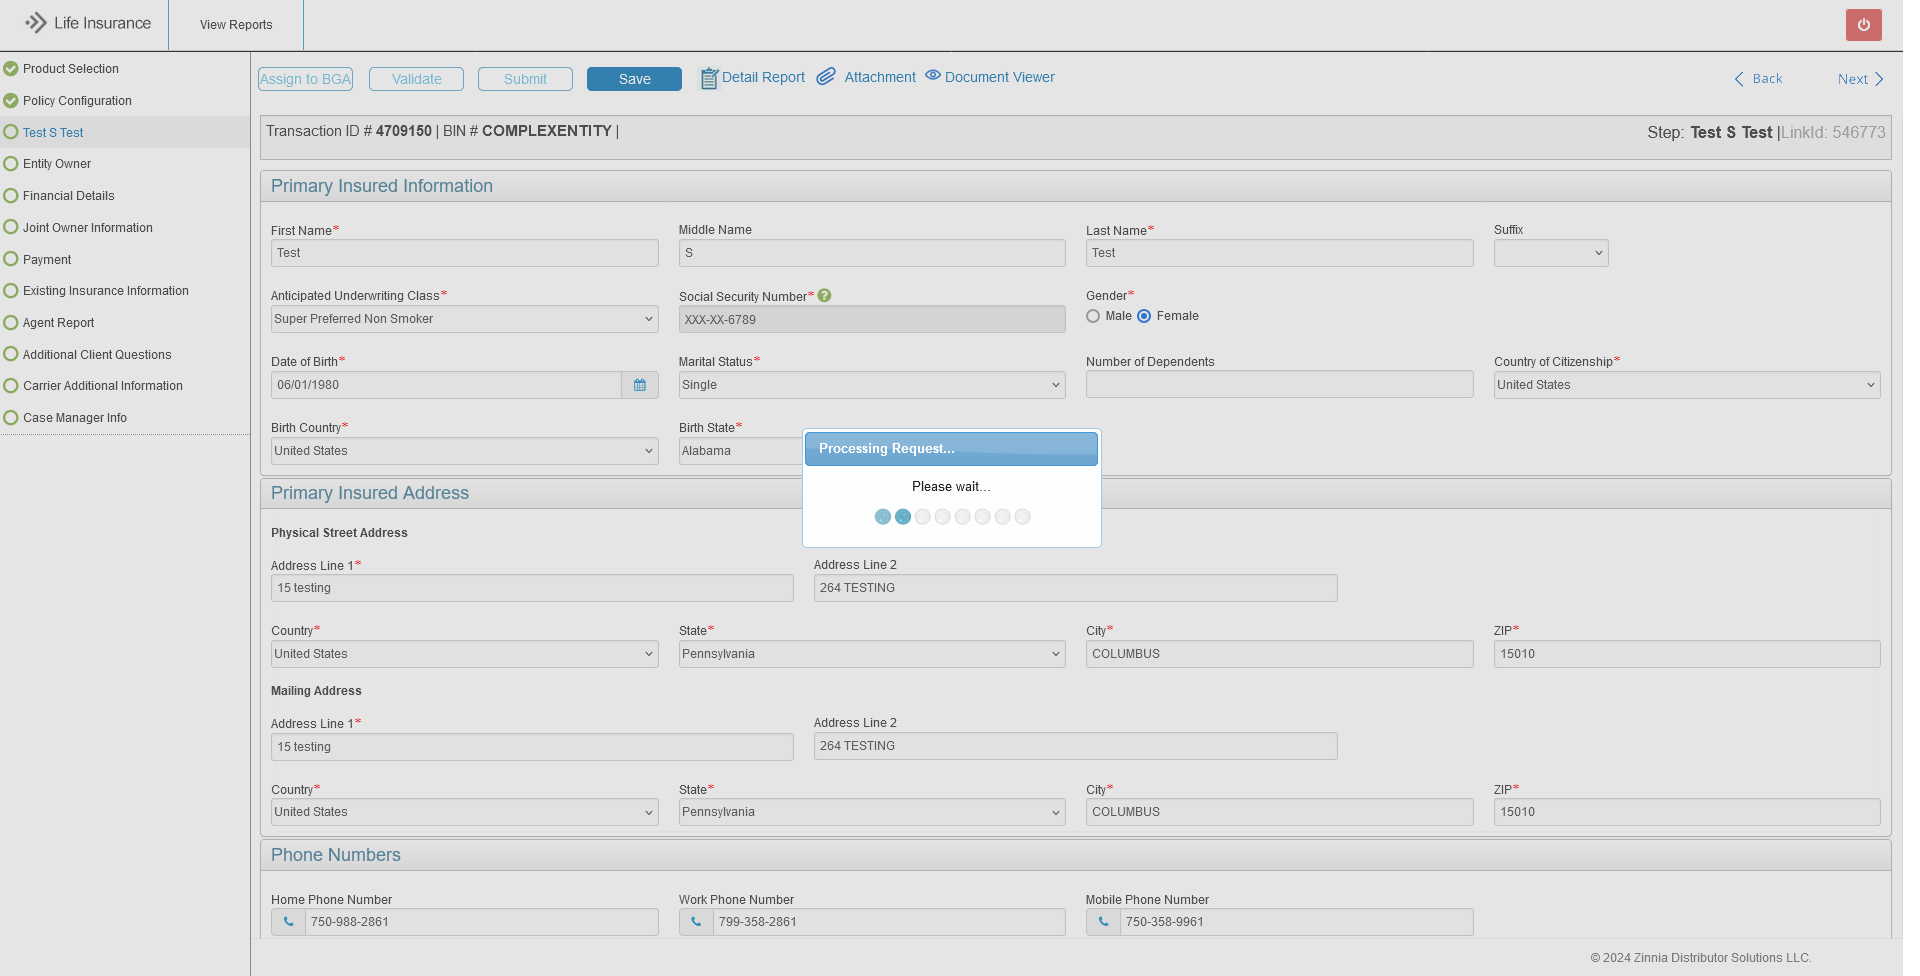 Life Insurance
View Reports
Product Selection
Policy Configuration
Test S Test
Entity Owner
Financial Details
Joint Owner Information
Payment
Existing Insurance Information
Agent Report
Additional Client Questions
Carrier Additional Information
Case Manager Info
Assign to BGA Validate Submit Save Detail Report Attachment Document Viewer Back Next
Transaction ID # 4709150 | BIN # COMPLEXENTITY | Step: Test S Test |LinkId: 546773
Primary Insured Information
First Name* Middle Name Last Name* Suffix
Test S Test
Anticipated Underwriting Class* Social Security Number* ? Gender*
Super Preferred Non Smoker XXX-XX-6789 Male Female
Date of Birth* Marital Status* Number of Dependents Country of Citizenship*
06/01/1980 Single United States
Birth Country* Birth State*
United States Alabama
Processing Request...
Please wait...
Primary Insured Address
Physical Street Address
Address Line 1* Address Line 2
15 testing 264 TESTING
Country* State* City* ZIP*
United States Pennsylvania COLUMBUS 15010
Mailing Address
Address Line 1* Address Line 2
15 testing 264 TESTING
Country* State* City* ZIP*
United States Pennsylvania COLUMBUS 15010
Phone Numbers
Home Phone Number Work Phone Number Mobile Phone Number
750-988-2861 799-358-2861 750-358-9961
© 2024 Zinnia Distributor Solutions LLC.